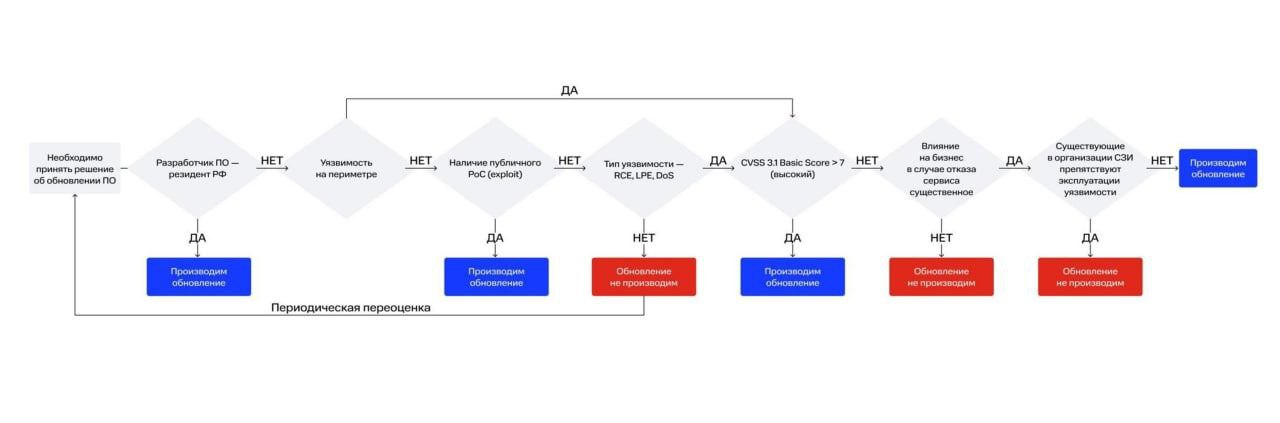 ДА
Необходимо
принять решение
об обновлении ПО
Разработчик ПО —
резидент РФ
НЕТ
Уязвимость
на периметре
НЕТ
Наличие публичного
PoC (exploit)
НЕТ
Тип уязвимости —
RCE, LPE, DoS
ДА
CVSS 3.1 Basic Score > 7
(высокий)
НЕТ
Влияние
на бизнес
в случае отказа
сервиса
существенное
ДА
Существующие
в организации СЗИ
препятствуют
эксплуатации
уязвимости
НЕТ
Производим
обновление
ДА
ДА
НЕТ
ДА
НЕТ
ДА
Производим
обновление
Производим
обновление
Обновление
не производим
Производим
обновление
Обновление
не производим
Обновление
не производим
Периодическая переоценка